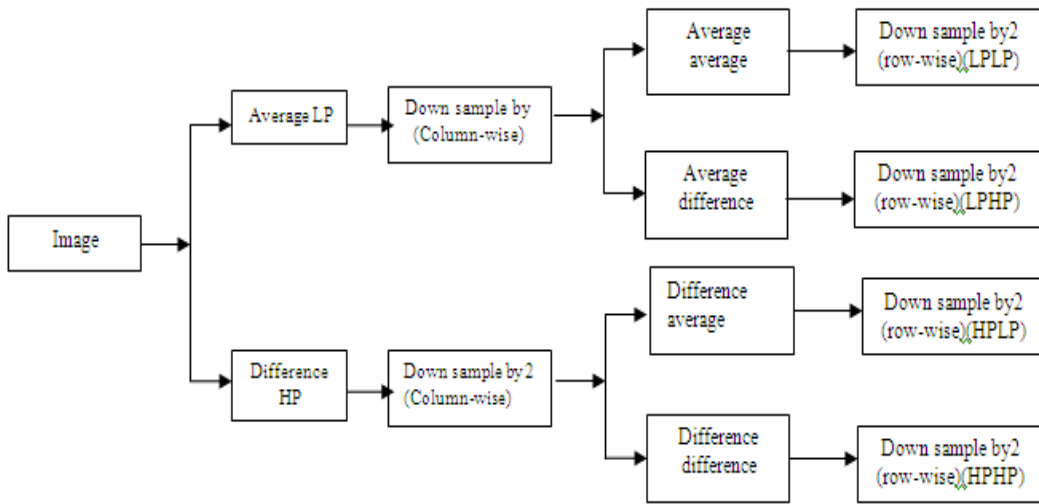 Image
Average LP
Down sample by
(Column-wise)
Average
average
Down sample by2
(row-wise)(LPLP)
Average
difference
Down sample by2
(row-wise)(LPHP)
Difference
HP
Down sample by2
(Column-wise)
Difference
average
Down sample by2
(row-wise)(HPLP)
Difference
difference
Down sample by2
(row-wise)(HPHP)